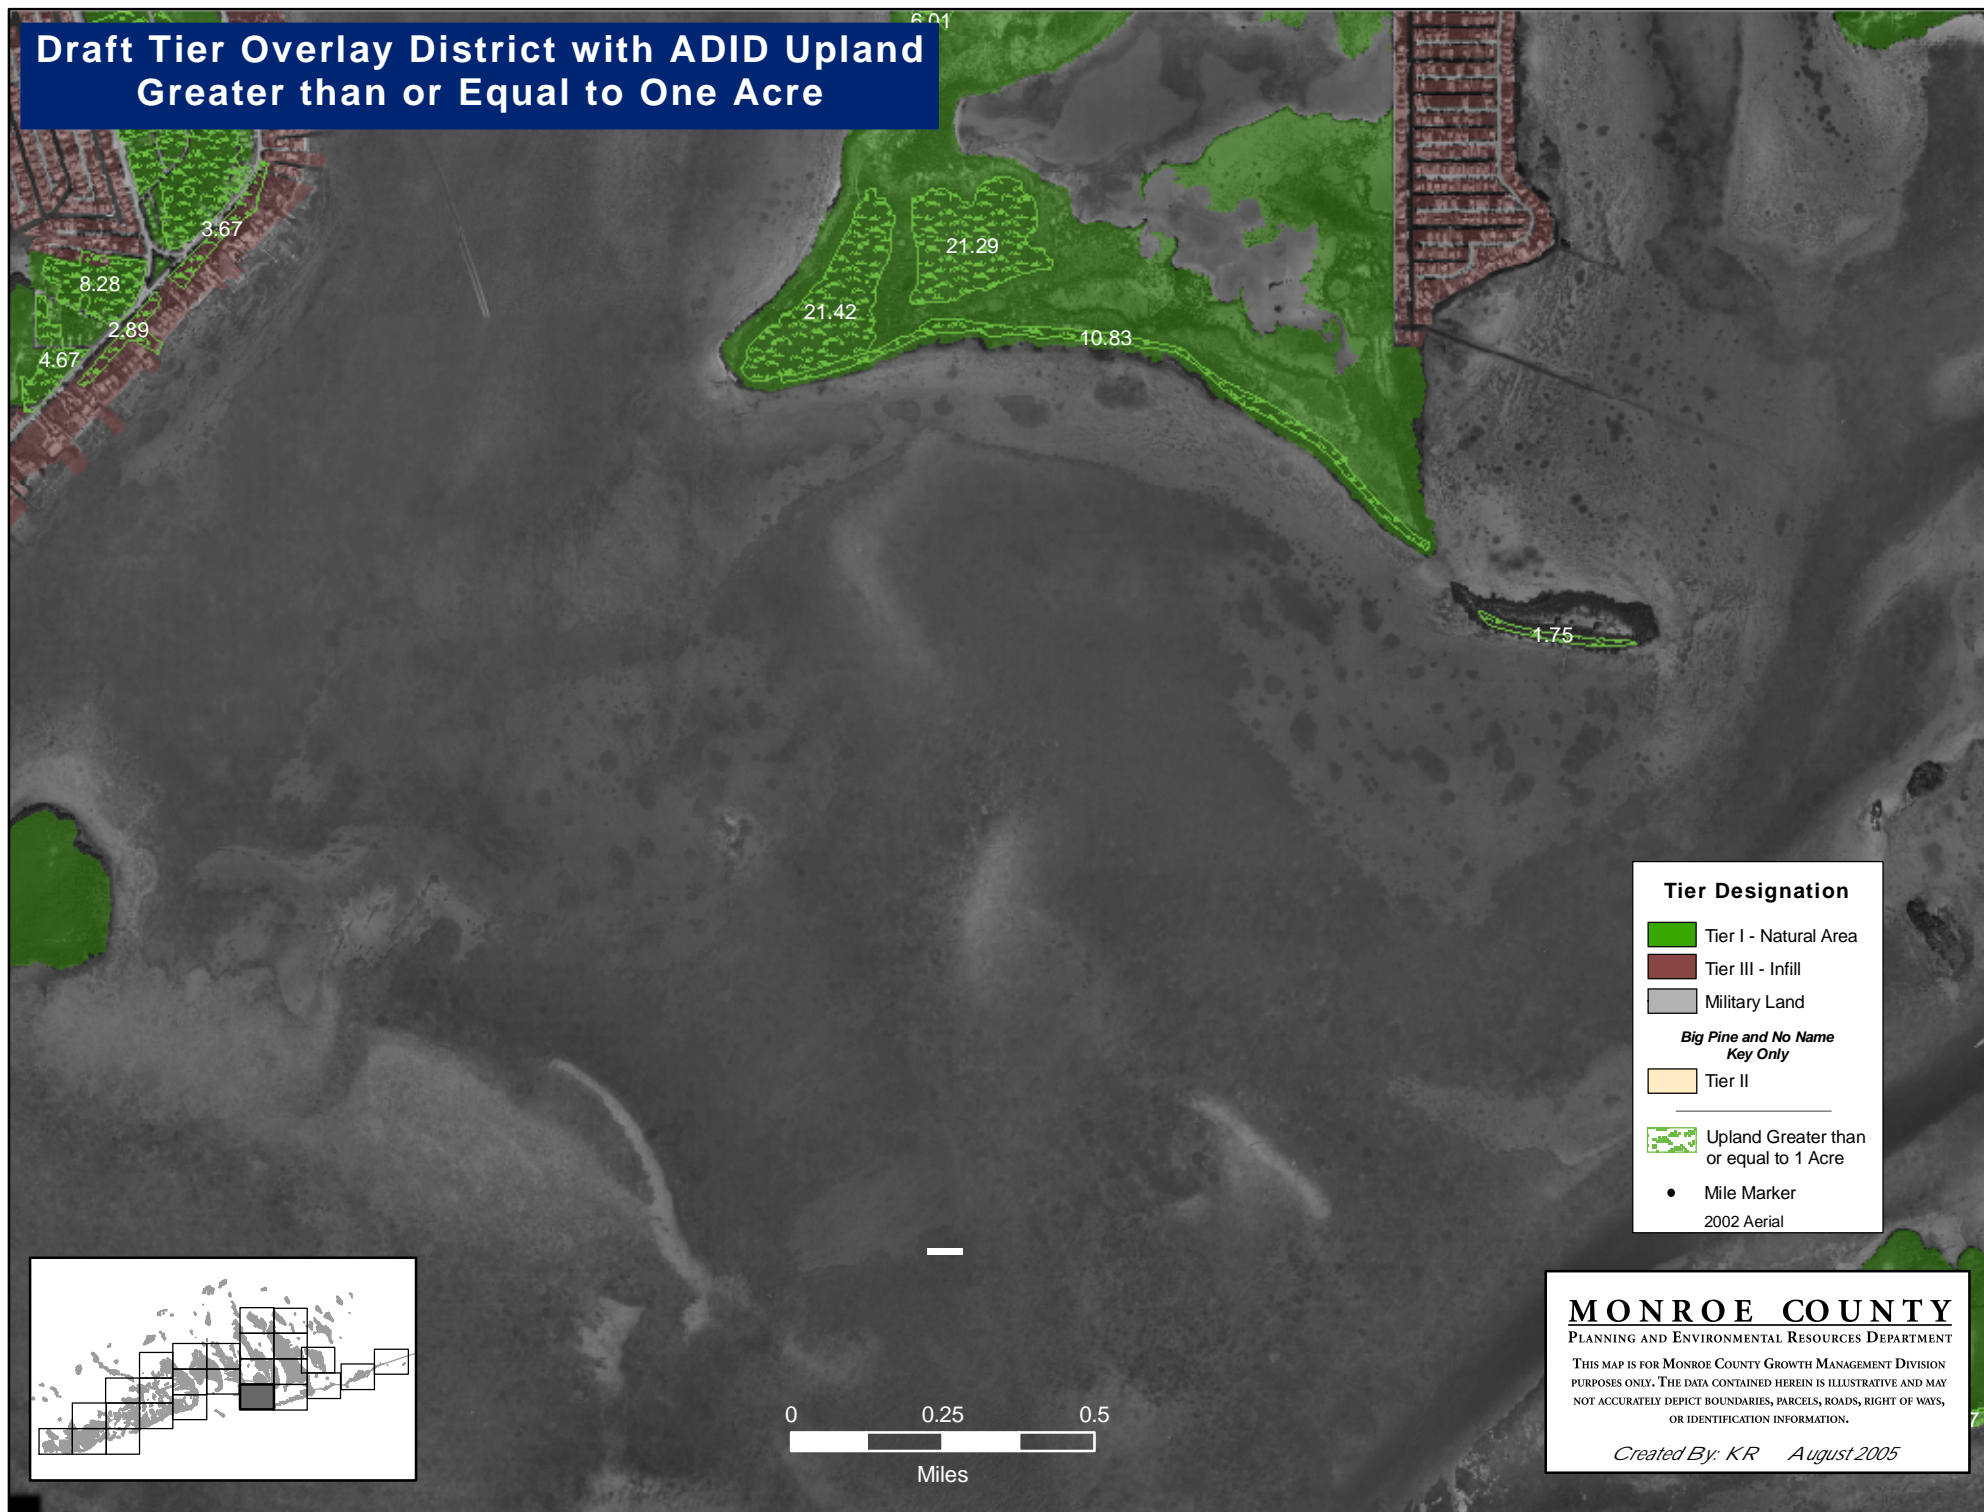 6.01
Draft Tier Overlay District with ADID Upland
Greater than or Equal to One Acre
3.67
21.29
8.28
21.42
2.89
10.83
4.67
1.75
Tier Designation
Tier I - Natural Area
Tier III - Infill
Military Land
Big Pine and No Name
Key Only
Tier II
Upland Greater than
or equal to 1 Acre
Mile Marker
2002 Aerial
MONROE COUNTY
PLANNING AND ENVIRONMENTAL RESOURCES DEPARTMENT
THIS MAP IS FOR MONROE COUNTY GROWTH MANAGEMENT DIVISION
PURPOSES ONLY. THE DATA CONTAINED HEREIN IS ILLUSTRATIVE AND MAY
NOT ACCURATELY DEPICT BOUNDARIES, PARCELS, ROADS, RIGHT OF WAYS,
OR IDENTIFICATION INFORMATION.
Created By: KR August 2005
0 0.25 0.5
Miles